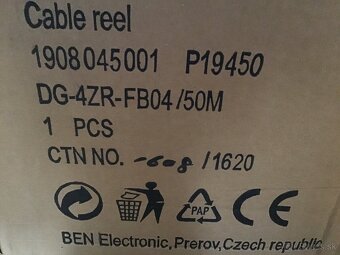 Cable reel
1908045001 P19450
DG-4ZR-FB04/50M
1 PCS
CTN NO. -608/1620
PAP
BEN Electronic, Prerov, Czech republic